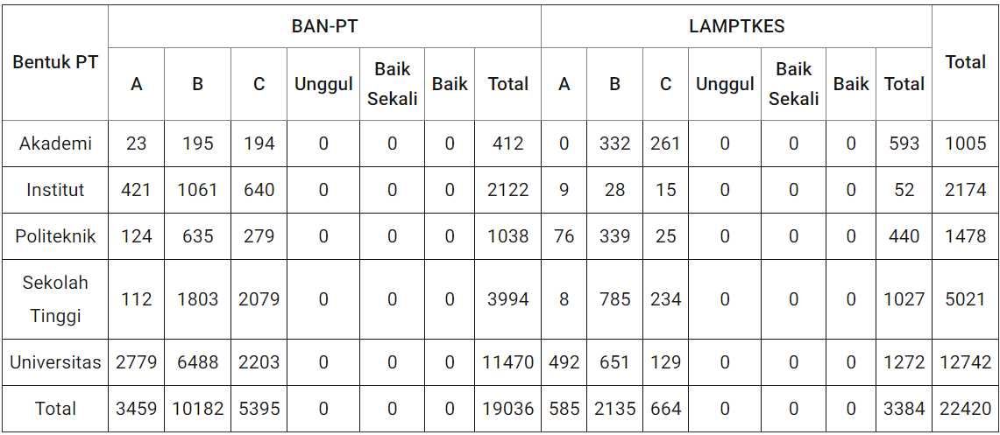 Bentuk PT BAN-PT LAMPTKES Total
A B C Unggul Baik Sekali Baik Total A B C Unggul Baik Sekali Baik Total
Akademi 23 195 194 0 0 0 412 0 332 261 0 0 0 593 1005
Institut 421 1061 640 0 0 0 2122 9 28 15 0 0 0 52 2174
Politeknik 124 635 279 0 0 0 1038 76 339 25 0 0 0 440 1478
Sekolah Tinggi 112 1803 2079 0 0 0 3994 8 785 234 0 0 0 1027 5021
Universitas 2779 6488 2203 0 0 0 11470 492 651 129 0 0 0 1272 12742
Total 3459 10182 5395 0 0 0 19036 585 2135 664 0 0 0 3384 22420